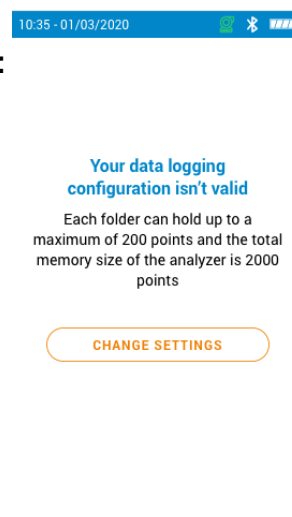 10:35 - 01/03/2020
:
Your data logging
configuration isn't valid
Each folder can hold up to a
maximum of 200 points and the total
memory size of the analyzer is 2000
points
CHANGE SETTINGS